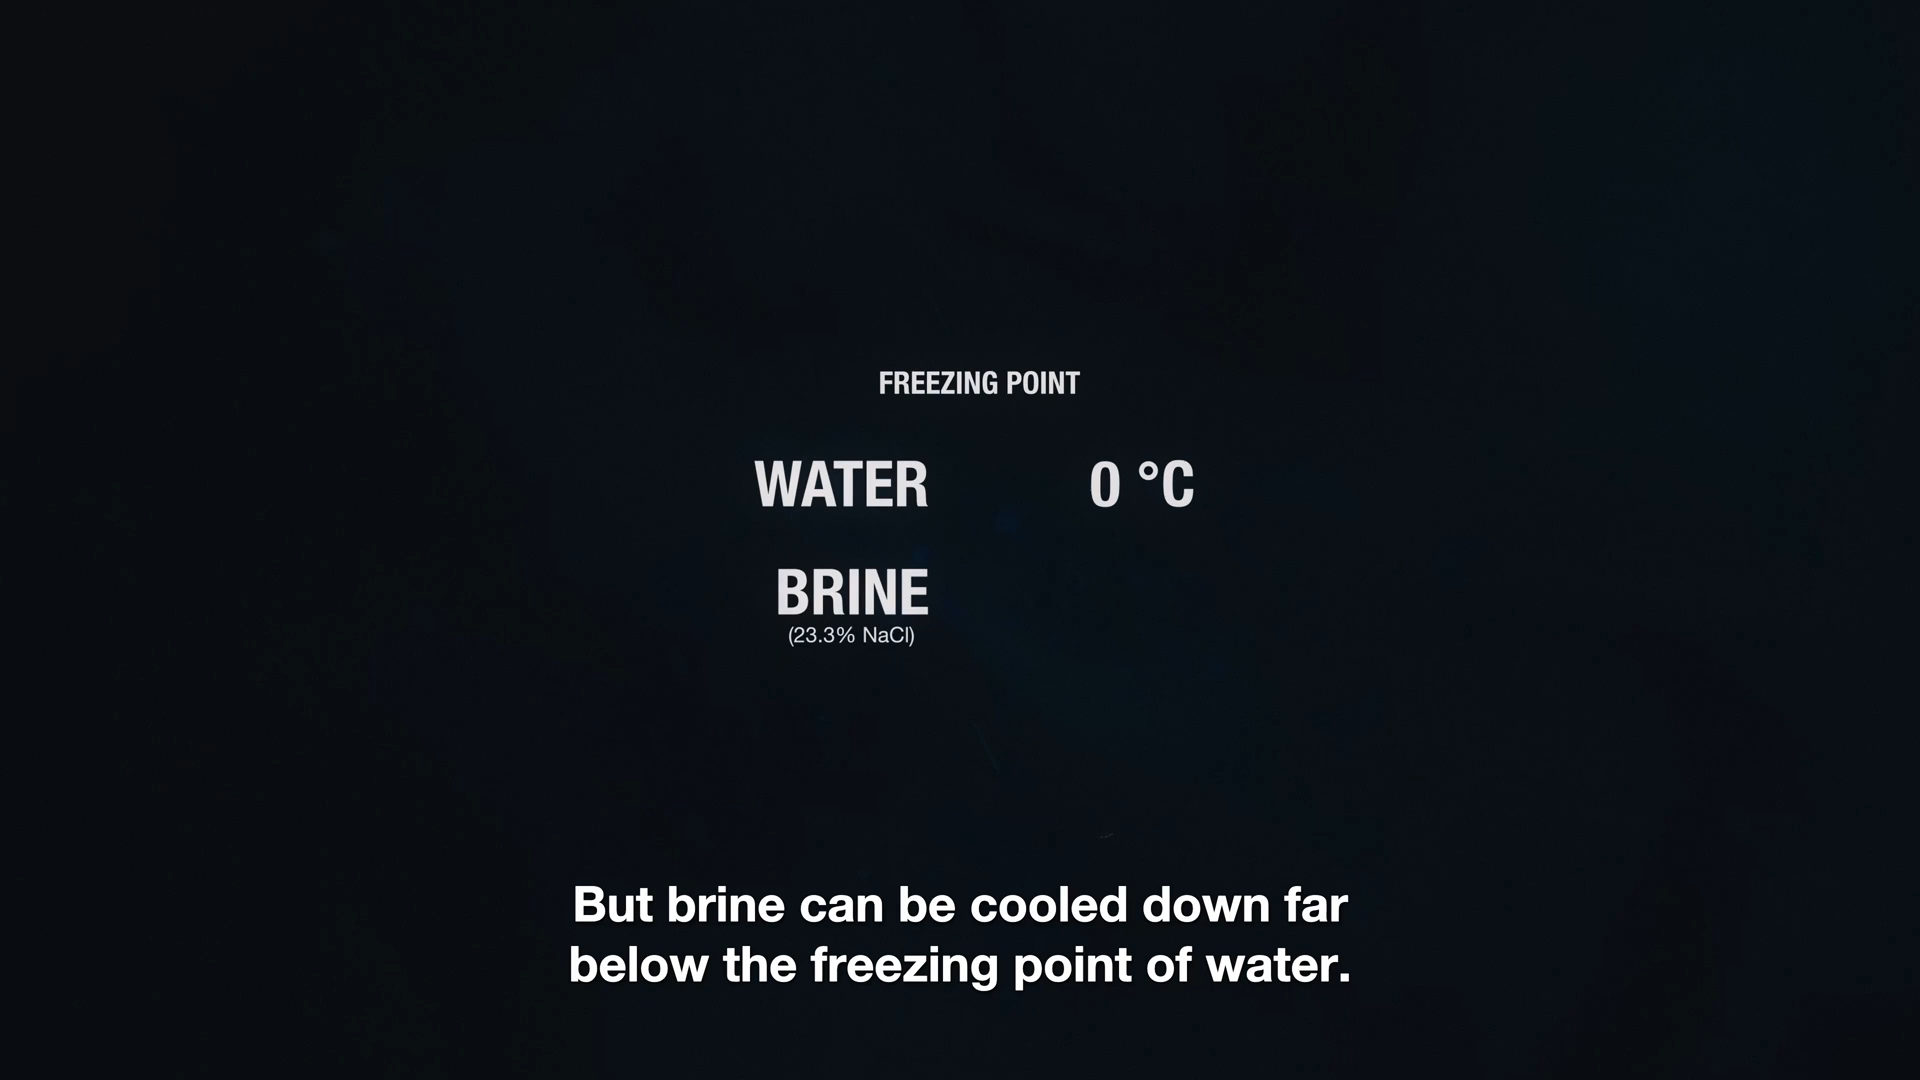 FREEZING POINT
WATER 0 °C
BRINE
(23.3% NaCl)
But brine can be cooled down far
below the freezing point of water.